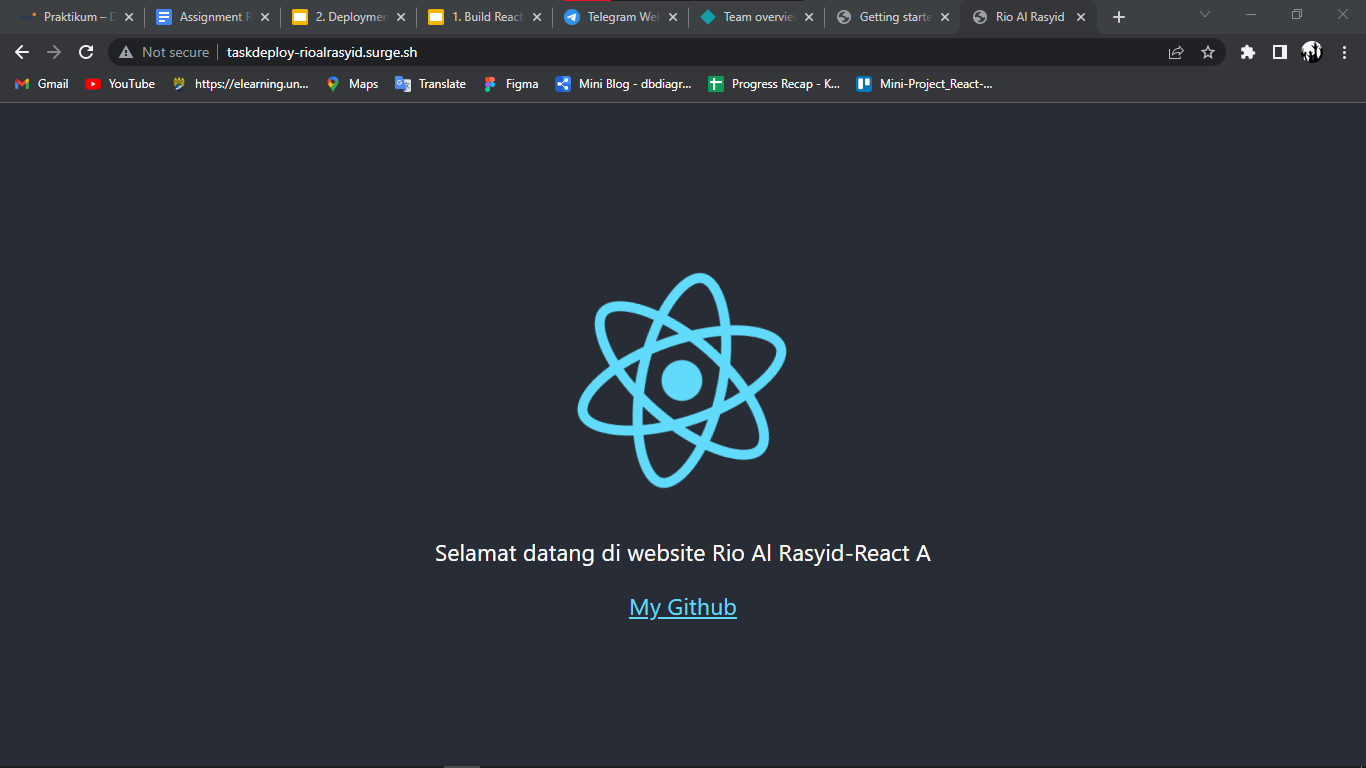 Praktikum – D
Assignment R
2. Deploymen
1. Build React
Telegram Web
Team overvie
Getting starte
Rio Al Rasyid
Not secure
taskdeploy-rioalrasyid.surge.sh
Gmail
YouTube
https://elearning.un...
Maps
Translate
Figma
Mini Blog - dbdiagr...
Progress Recap - K...
Mini-Project_React-...
Selamat datang di website Rio Al Rasyid-React A
My Github